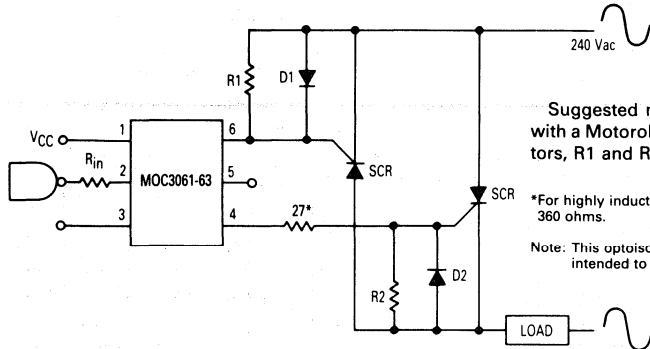 240 Vac
R1
D1
VCC
1
6
Rin
2
MOC3061-63
5
SCR
SCR
3
4
27*
R2
D2
LOAD
Suggested
with a Motorol
tors, R1 and R
*For highly induct
360 ohms.
Note: This optoiso
intended to